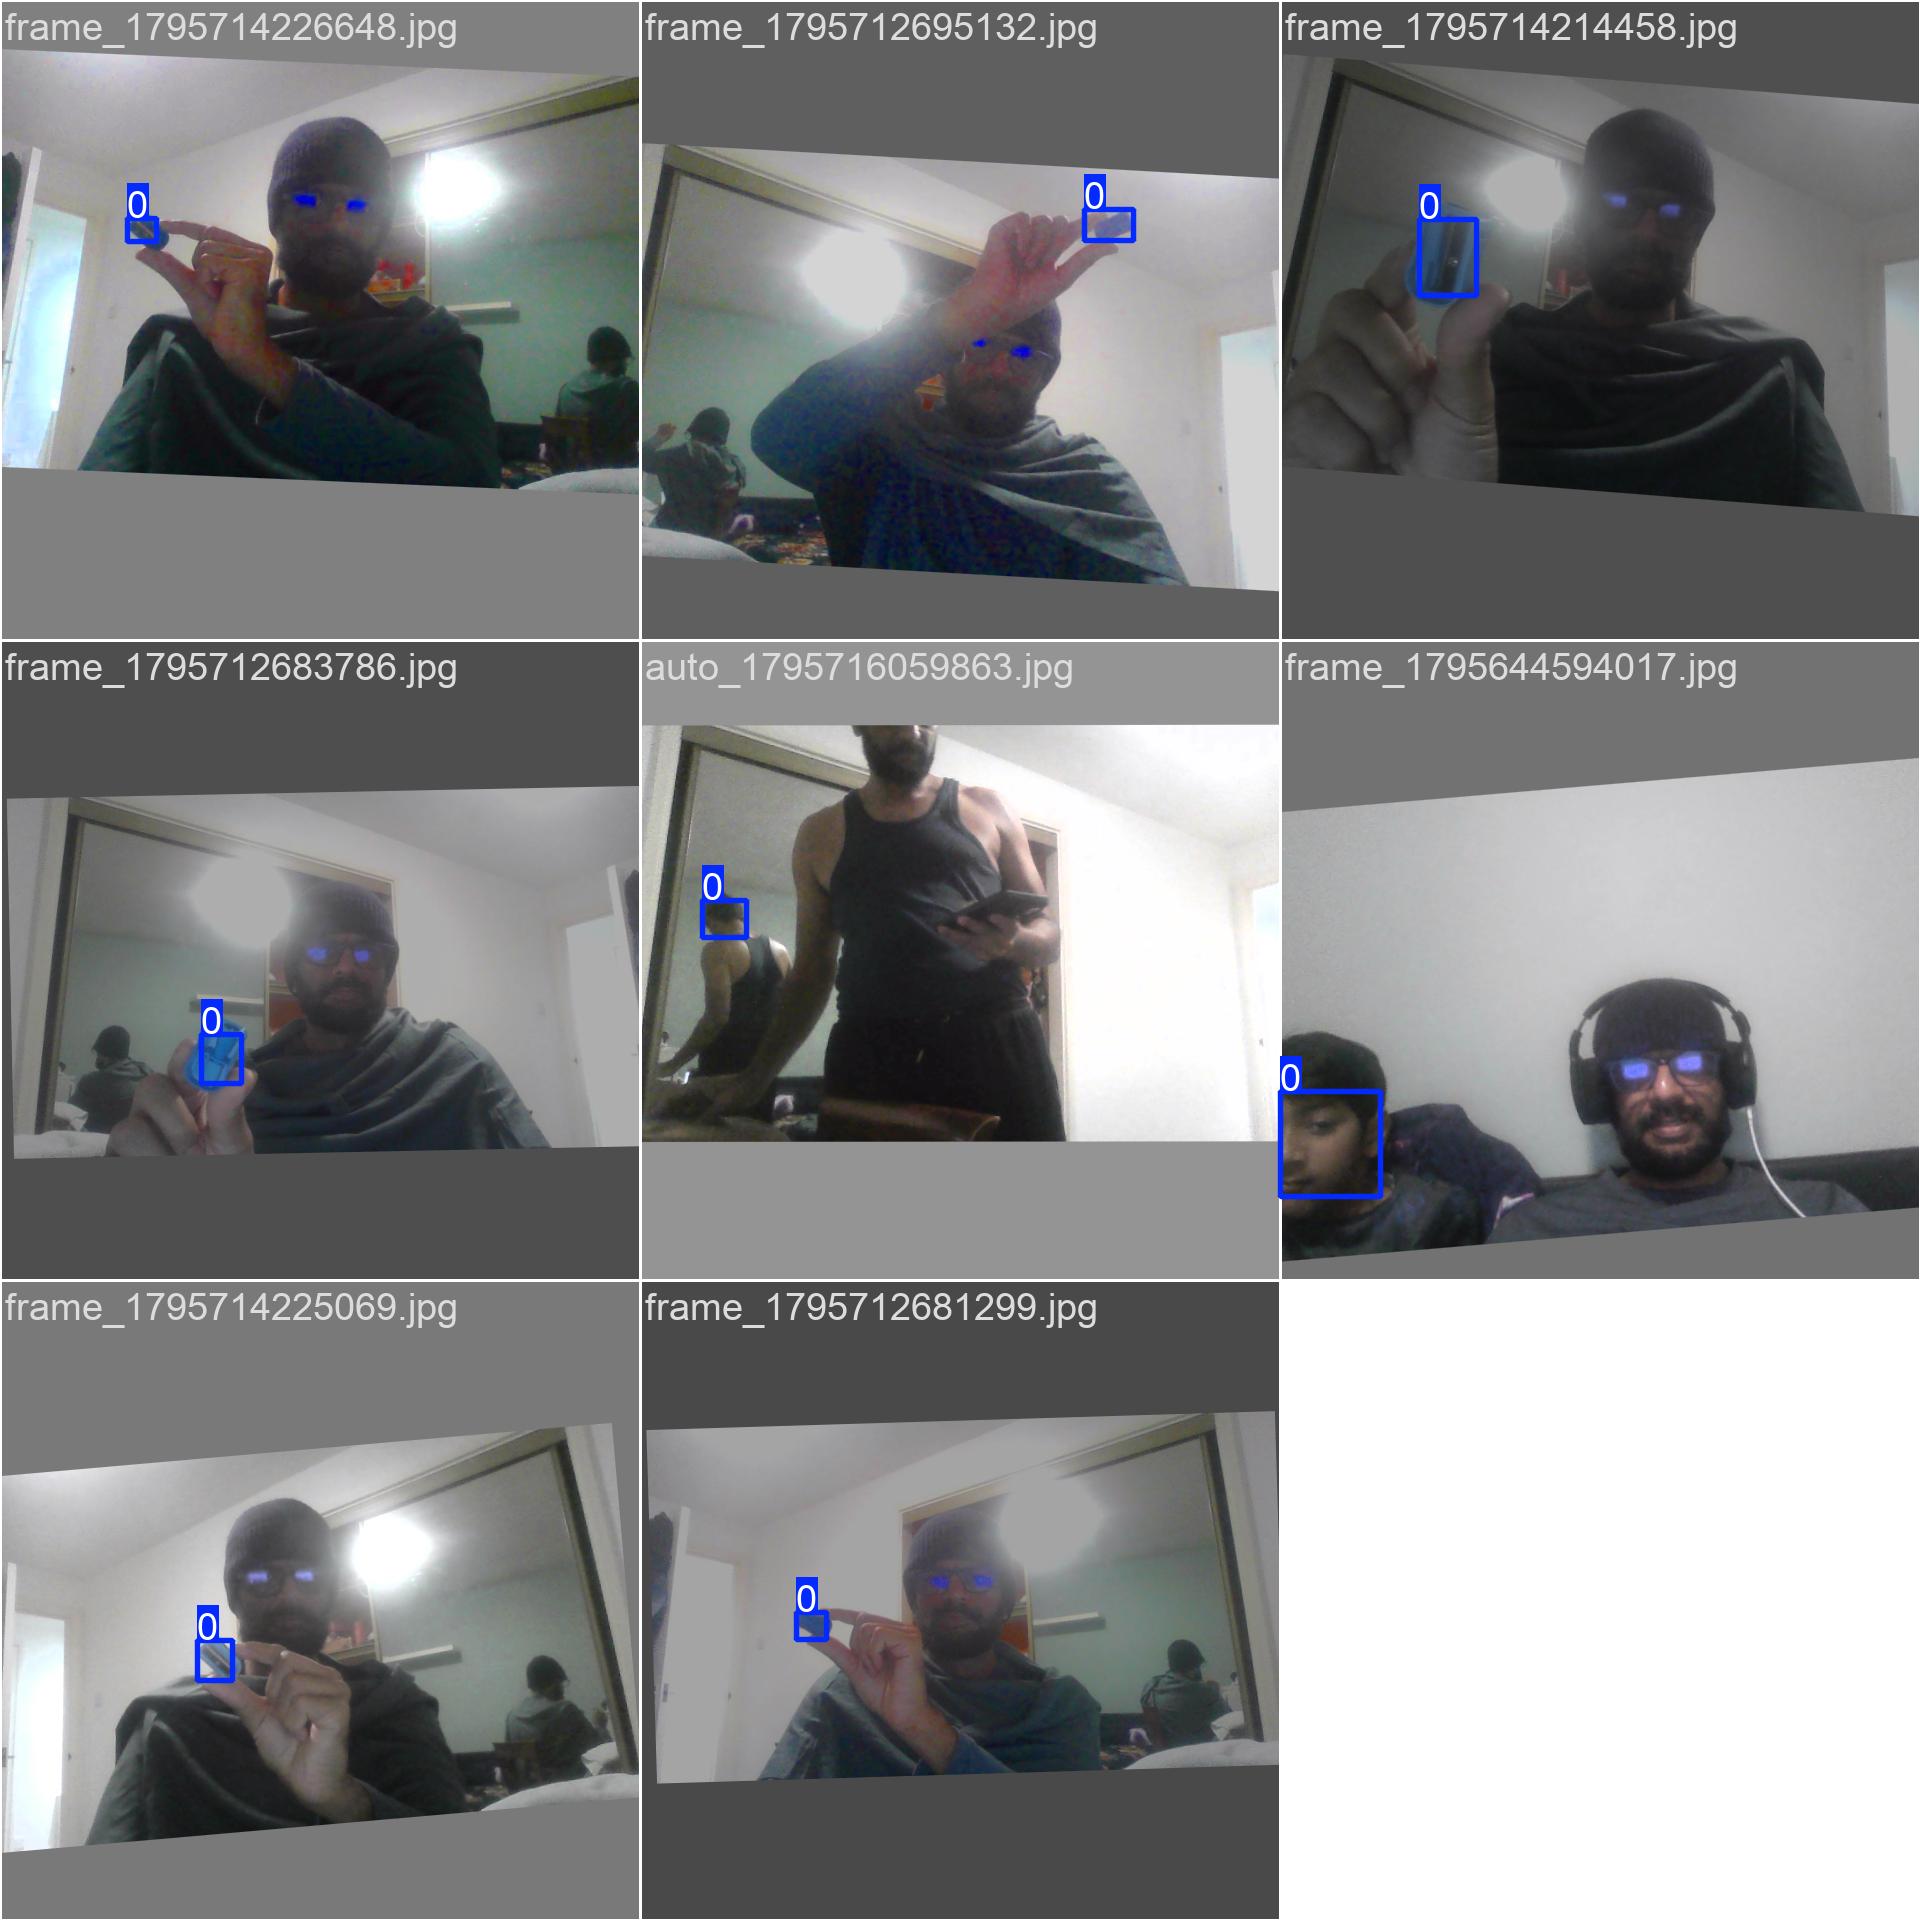 frame_1795714226648.jpg
frame_1795712695132.jpg
frame_1795714214458.jpg
0
0
0
frame_1795712683786.jpg
auto_1795716059863.jpg
frame_1795644594017.jpg
0
0
0
frame_1795714225069.jpg
frame_1795712681299.jpg
0
0